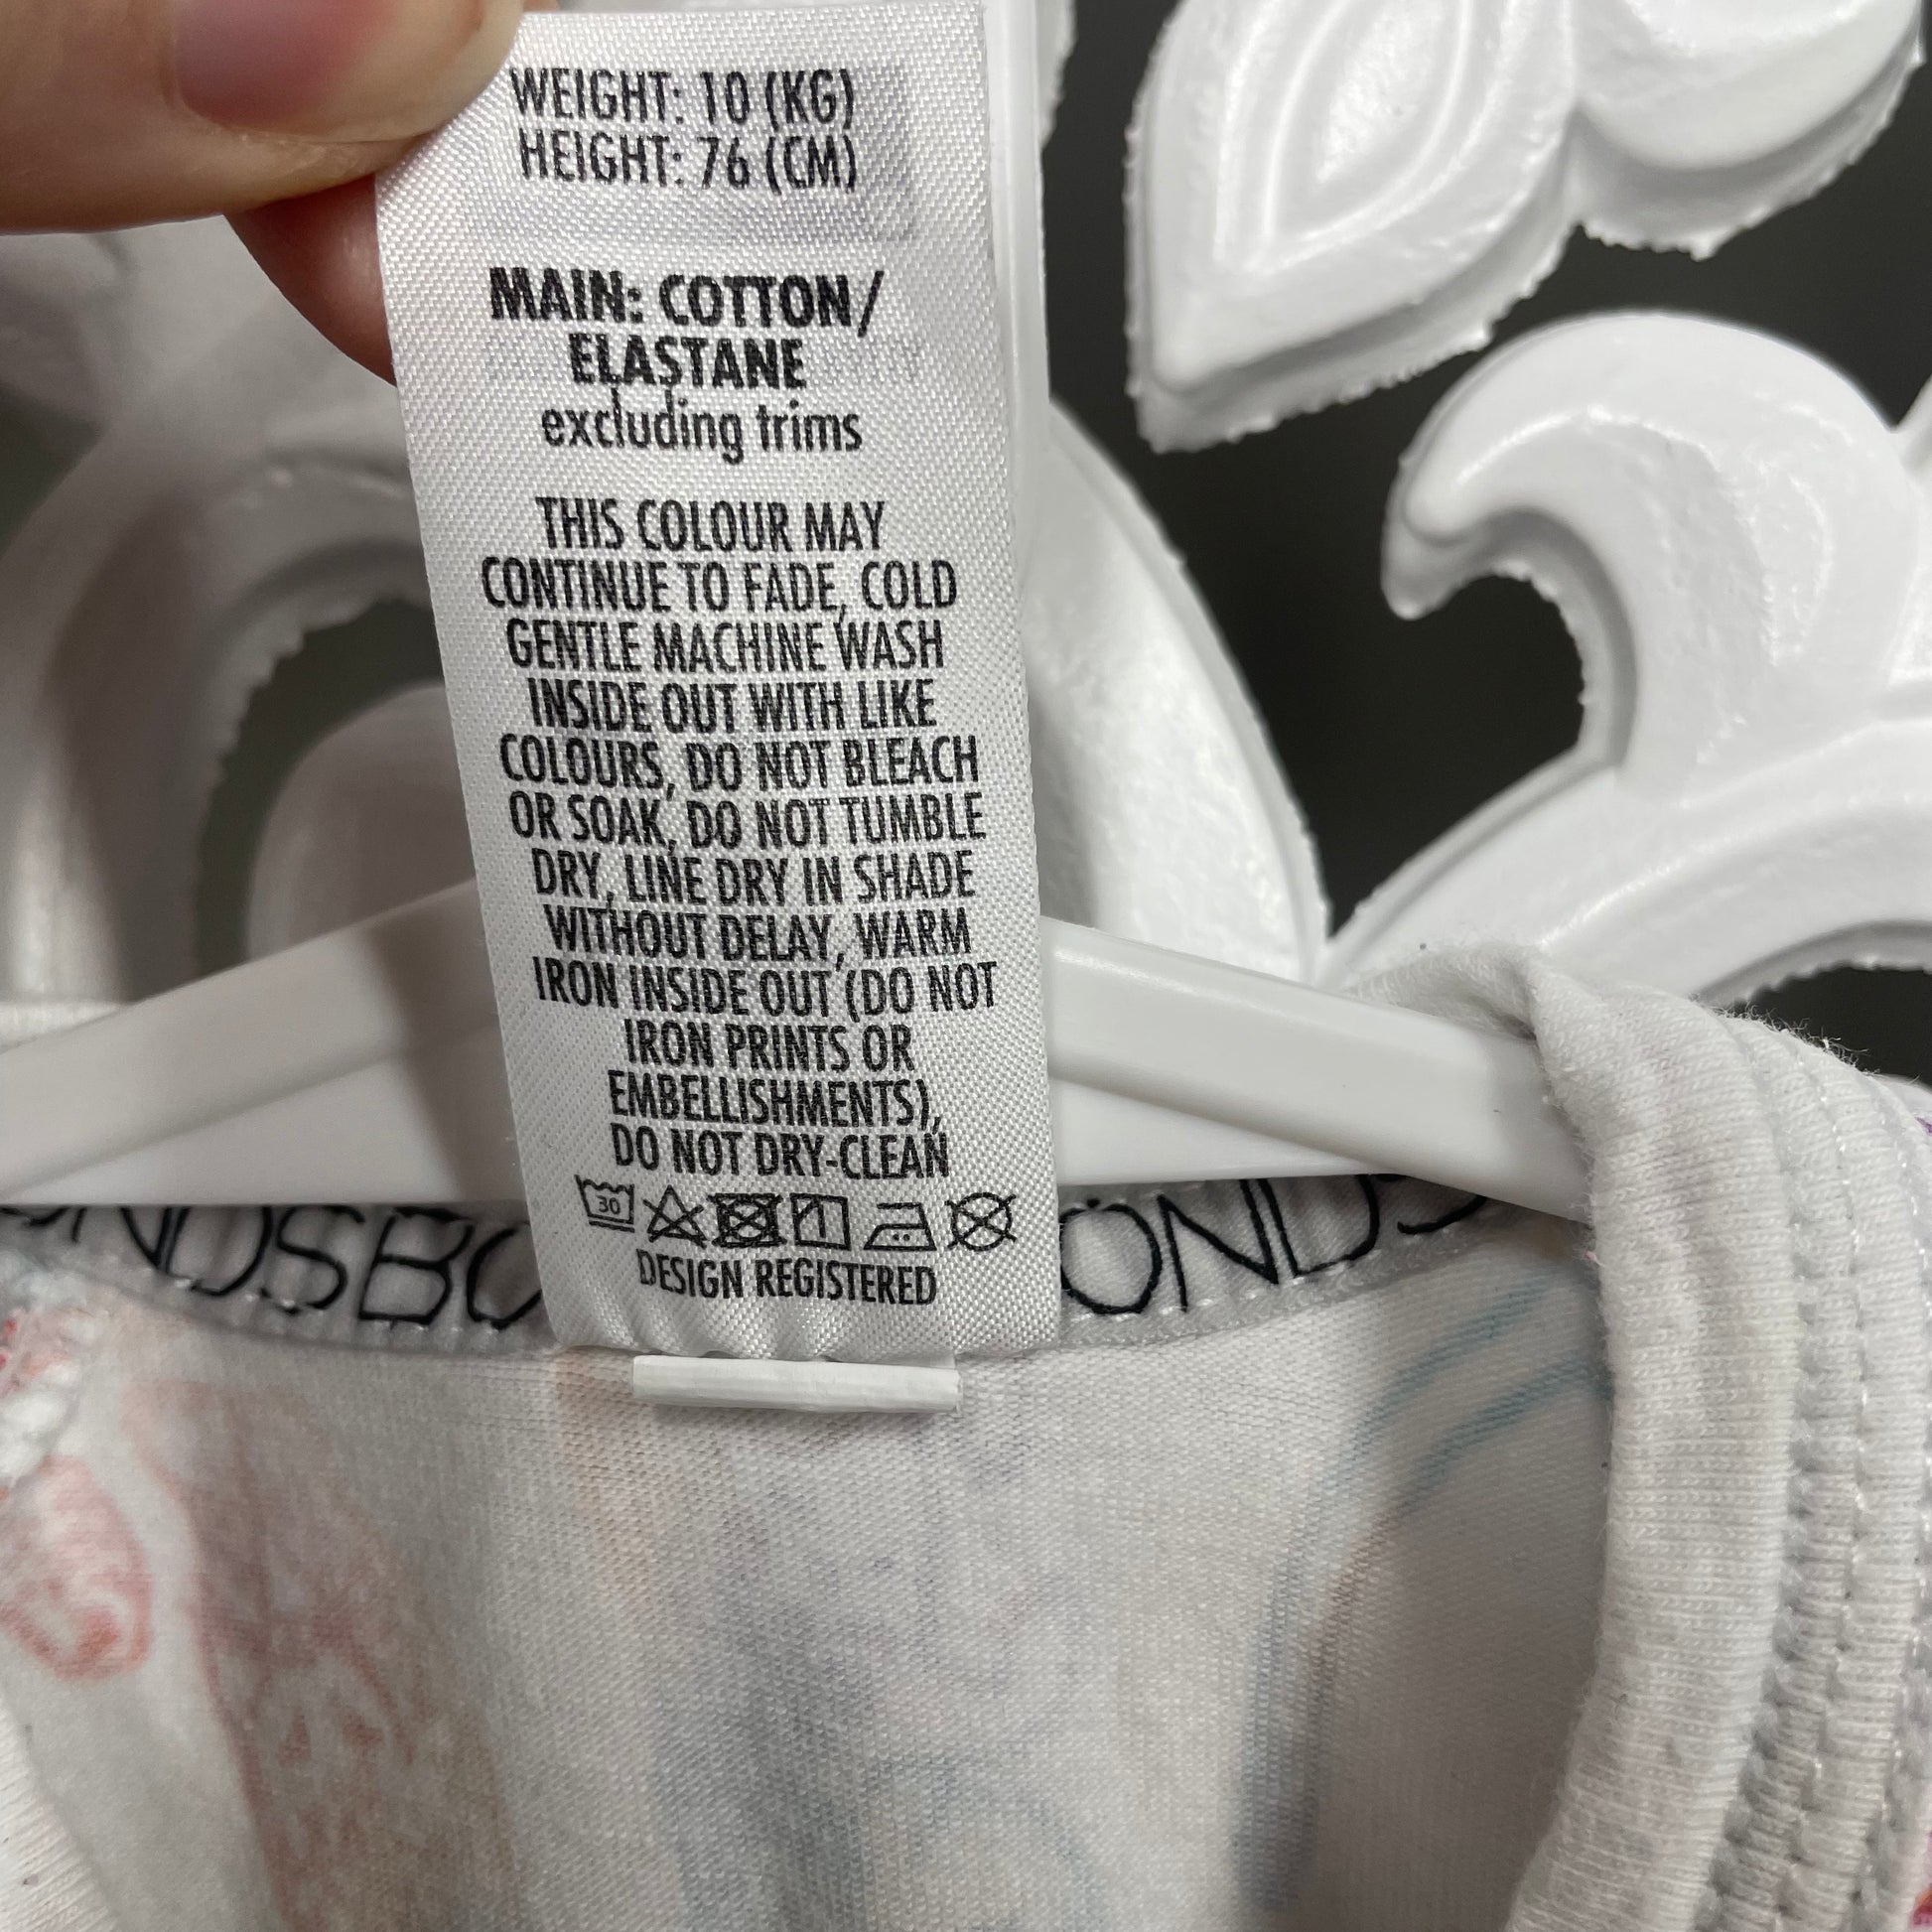 WEIGHT: 10 (KG)
HEIGHT: 76 (CM)
MAIN: COTTON/
ELASTANE
excluding trims
THIS COLOUR MAY
CONTINUE TO FADE, COLD
GENTLE MACHINE WASH
INSIDE OUT WITH LIKE
COLOURS, DO NOT BLEACH
OR SOAK, DO NOT TUMBLE
DRY, LINE DRY IN SHADE
WITHOUT DELAY, WARM
IRON INSIDE OUT (DO NOT
IRON PRINTS OR
EMBELLISHMENTS),
DO NOT DRY-CLEAN
30
DESIGN REGISTERED
ONDSBO ONDS